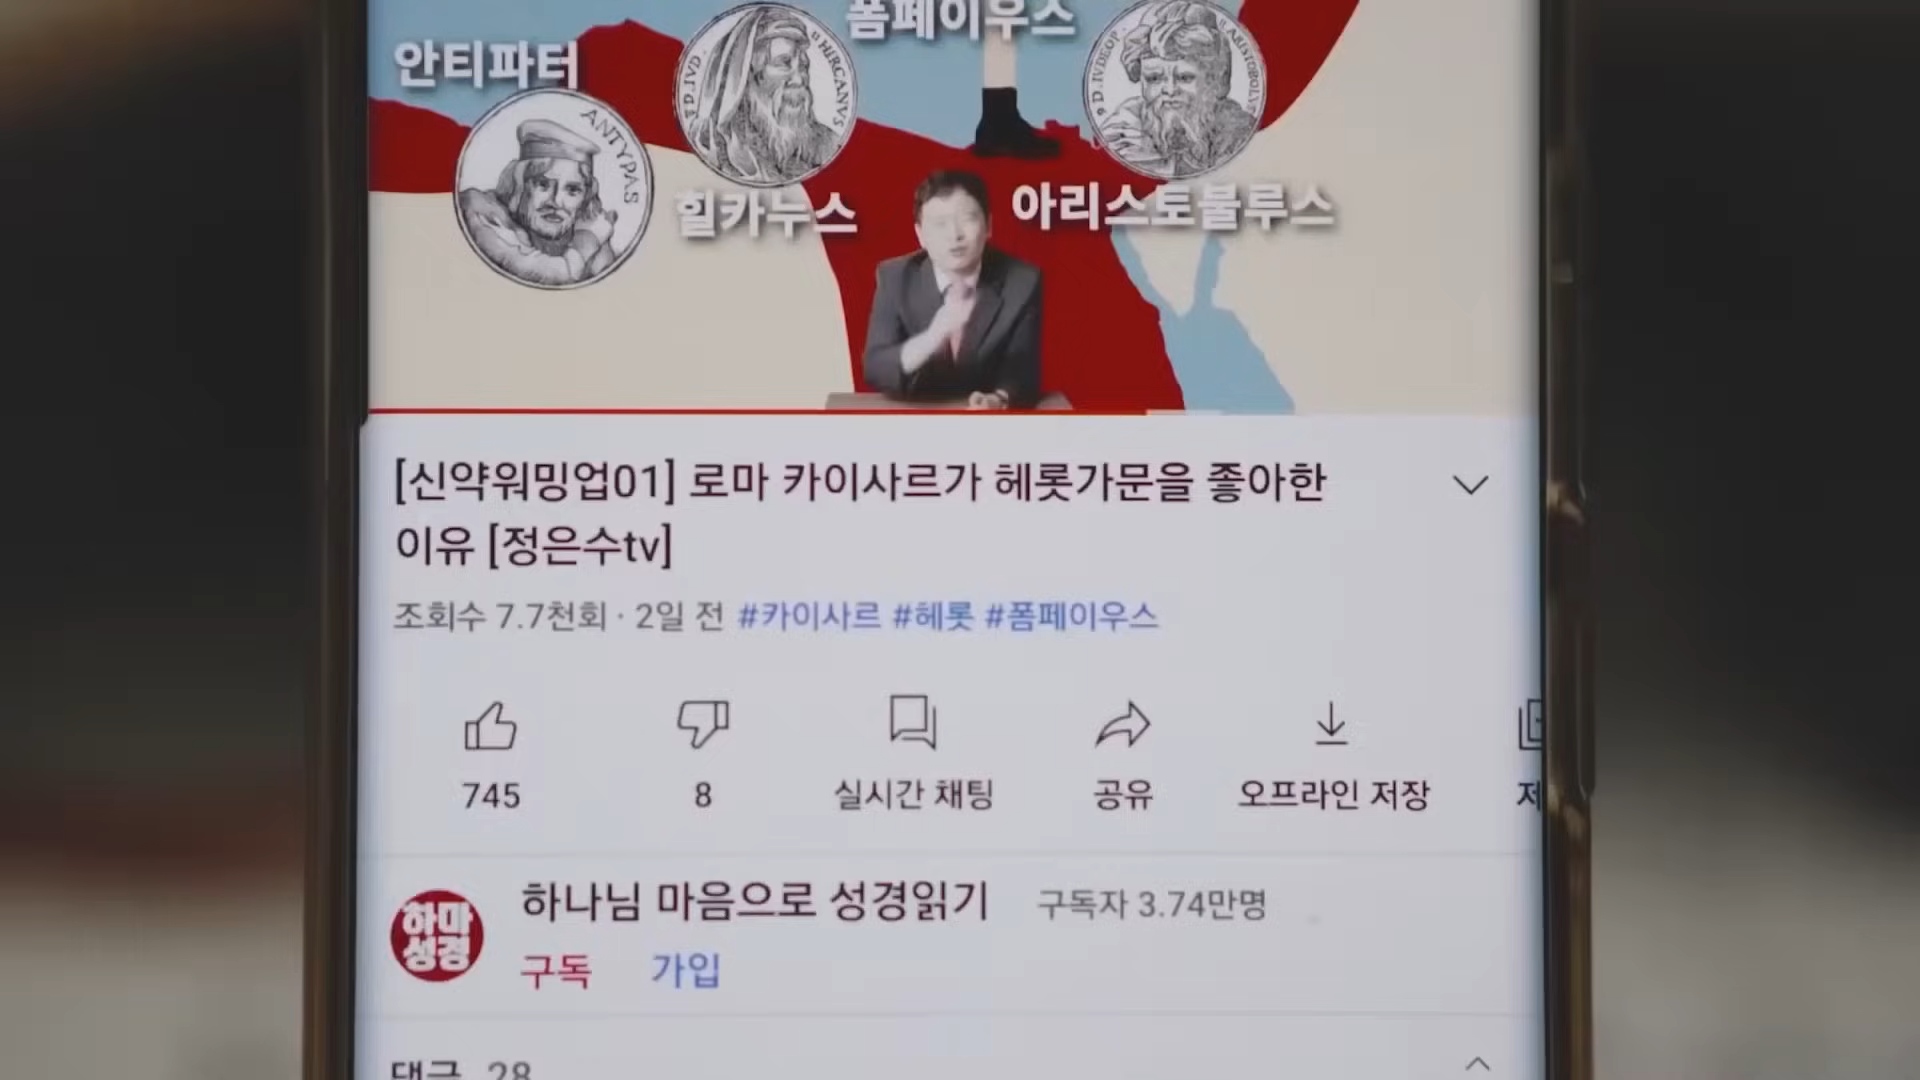 폼페이우스
안티파터
D.IVD.
HIRCANVS
D.IVDEOP.
ARISTOBOLVS
ANTYPAS
힐카누스
아리스토불루스
[신약워밍업01] 로마 카이사르가 헤롯가문을 좋아한
이유 [정은수tv]
조회수 7.7천회 · 2일 전 #카이사르 #헤롯 #폼페이우스
745
8
실시간 채팅
공유
오프라인 저장
하마
성경
하나님 마음으로 성경읽기 구독자 3.74만명
구독 가입
댓글 28